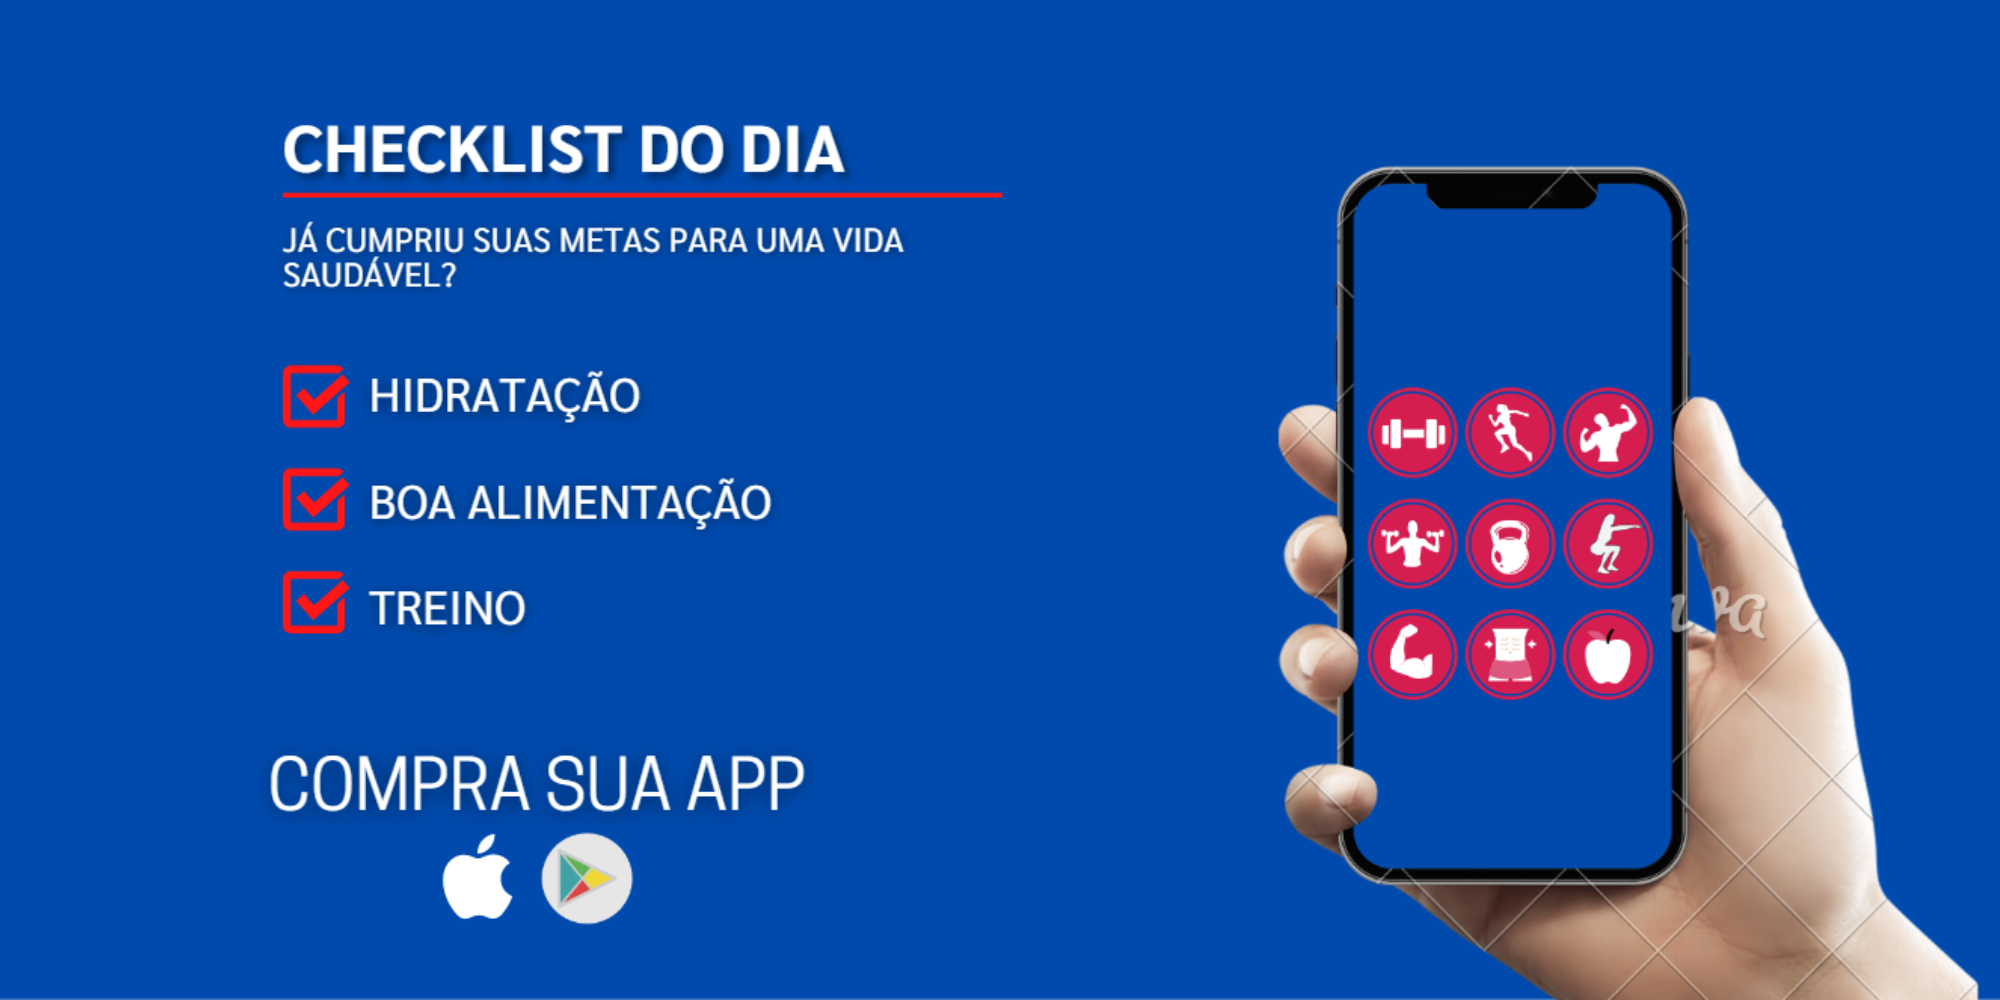 CHECKLIST DO DIA
JÁ CUMPRIU SUAS METAS PARA UMA VIDA
SAUDÁVEL?
HIDRATAÇÃO
BOA ALIMENTAÇÃO
TREINO
COMPRA SUA APP